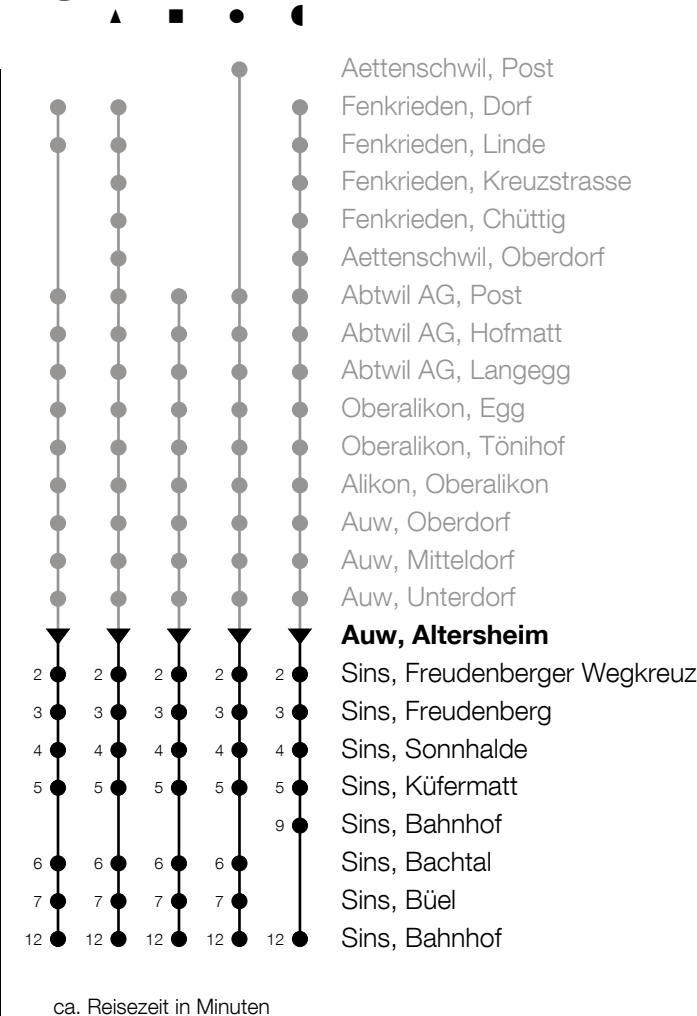 Aettenschwil, Post
Fenkrieden, Dorf
Fenkrieden, Linde
Fenkrieden, Kreuzstrasse
Fenkrieden, Chüttig
Aettenschwil, Oberdorf
Abtwil AG, Post
Abtwil AG, Hofmatt
Abtwil AG, Langegg
Oberalikon, Egg
Oberalikon, Tönihof
Alikon, Oberalikon
Auw, Oberdorf
Auw, Mitteldorf
Auw, Unterdorf
Auw, Altersheim
2 2 2 2 2 Sins, Freudenberger Wegkreuz
3 3 3 3 3 Sins, Freudenberg
4 4 4 4 4 Sins, Sonnhalde
5 5 5 5 5 Sins, Küfermatt
9 Sins, Bahnhof
6 6 6 6 Sins, Bachtal
7 7 7 7 Sins, Büel
12 12 12 12 12 Sins, Bahnhof
ca. Reisezeit in Minuten